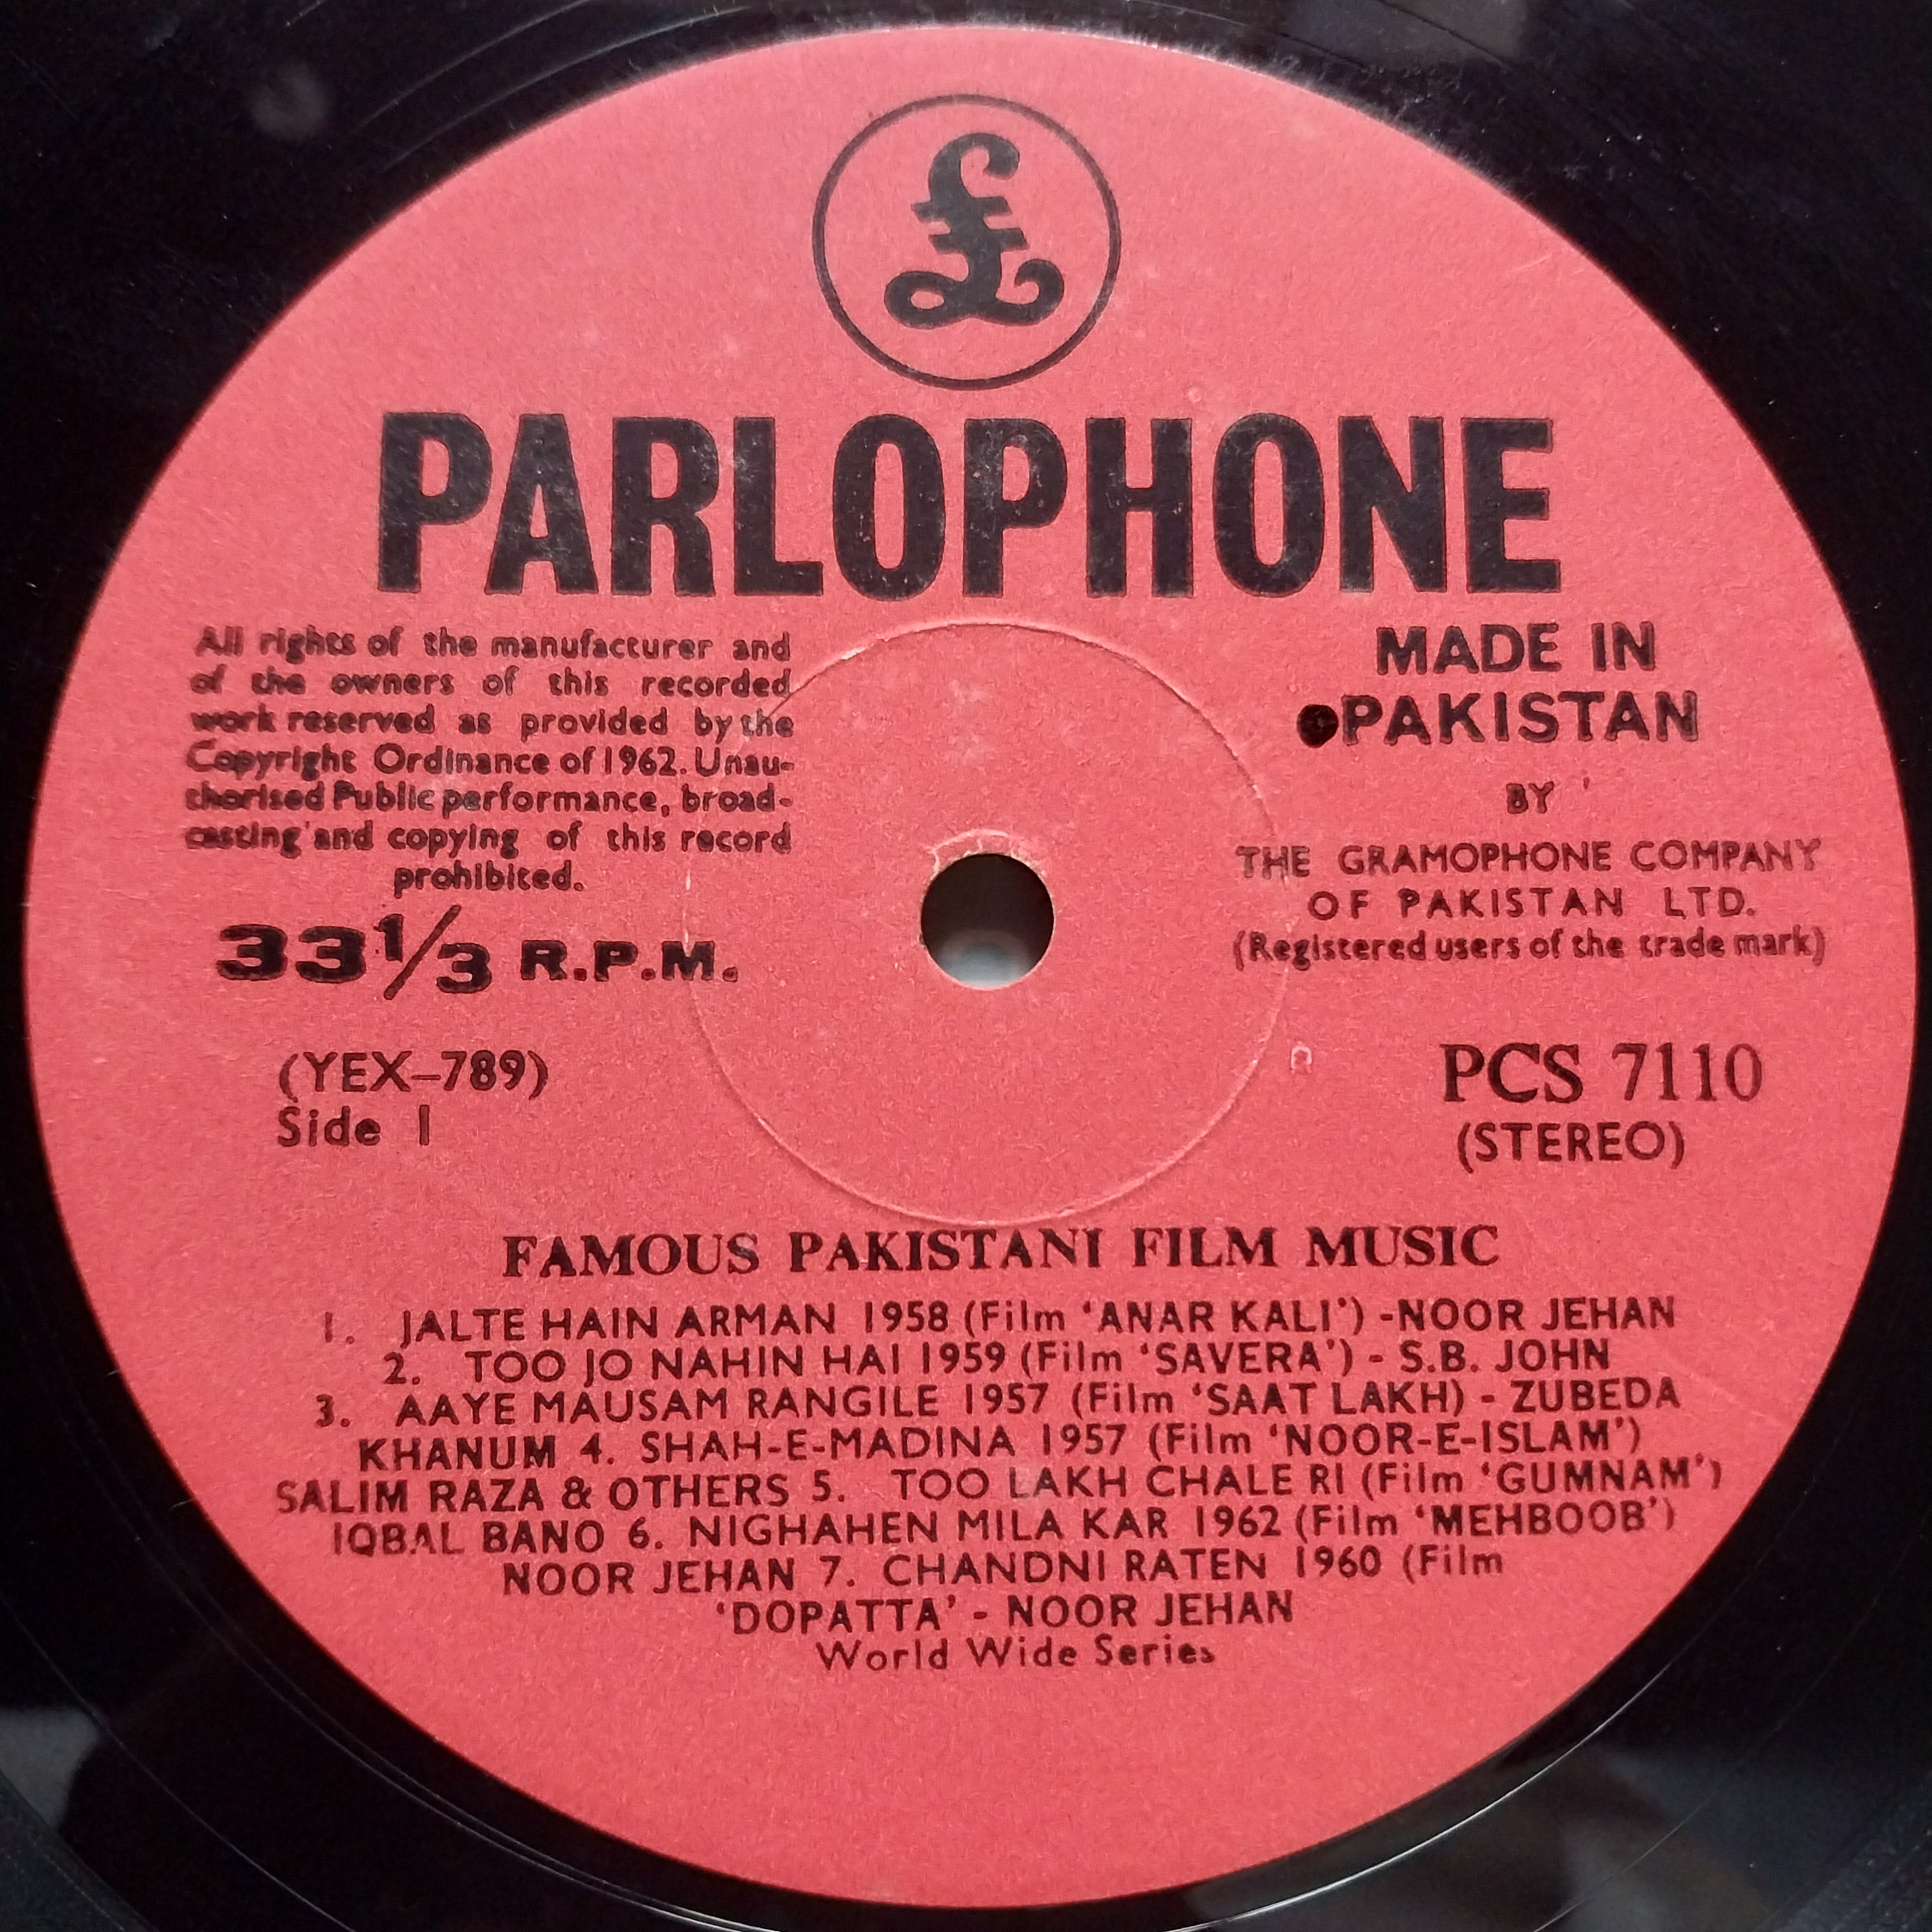 £
PARLOPHONE
All rights of the manufacturer and
of the owners of this recorded
work reserved as provided by the
Copyright Ordinance of 1962. Unau-
thorised Public performance, broad-
casting and copying of this record
prohibited.
33 1/3 R.P.M.
MADE IN
PAKISTAN
BY
THE GRAMOPHONE COMPANY
OF PAKISTAN LTD.
(Registered users of the trade mark)
(YEX-789)
Side 1
PCS 7110
(STEREO)
FAMOUS PAKISTANI FILM MUSIC
1. JALTE HAIN ARMAN 1958 (Film 'ANAR KALI') -NOOR JEHAN
2. TOO JO NAHIN HAI 1959 (Film 'SAVERA') - S.B. JOHN
3. AAYE MAUSAM RANGILE 1957 (Film 'SAAT LAKH) - ZUBEDA
KHANUM 4. SHAH-E-MADINA 1957 (Film 'NOOR-E-ISLAM')
SALIM RAZA & OTHERS 5. TOO LAKH CHALE RI (Film 'GUMNAM')
IQBAL BANO 6. NIGHAHEN MILA KAR 1962 (Film 'MEHBOOB')
NOOR JEHAN 7. CHANDNI RATEN 1960 (Film
'DOPATTA' - NOOR JEHAN
World Wide Series